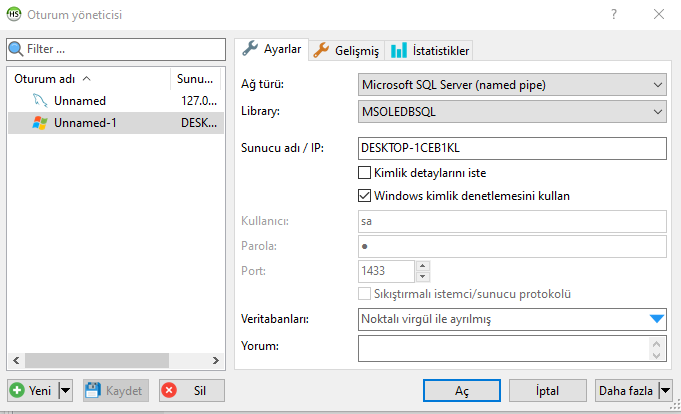 Oturum yöneticisi
Filter ...
Oturum adı Sunu...
Unnamed 127.0...
Unnamed-1 DESK...
Ayarlar Gelişmiş İstatistikler
Ağ türü: Microsoft SQL Server (named pipe)
Library: MSOLEDBSQL
Sunucu adı / IP: DESKTOP-1CEB1KL
Kimlik detaylarını iste
Windows kimlik denetlemesini kullan
Kullanıcı: sa
Parola: ●
Port: 1433
Sıkıştırmalı istemci/sunucu protokolü
Veritabanları: Noktalı virgül ile ayrılmış
Yorum:
Yeni Kaydet Sil Aç İptal Daha fazla